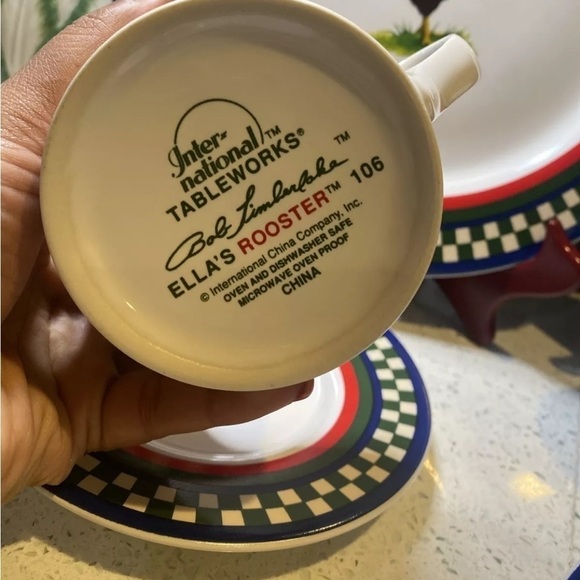 Inter-
national™
TABLEWORKS®
Bob Timberlake™
ELLA'S ROOSTER™ 106
© International China Company, Inc.
OVEN AND DISHWASHER SAFE
MICROWAVE OVEN PROOF
CHINA